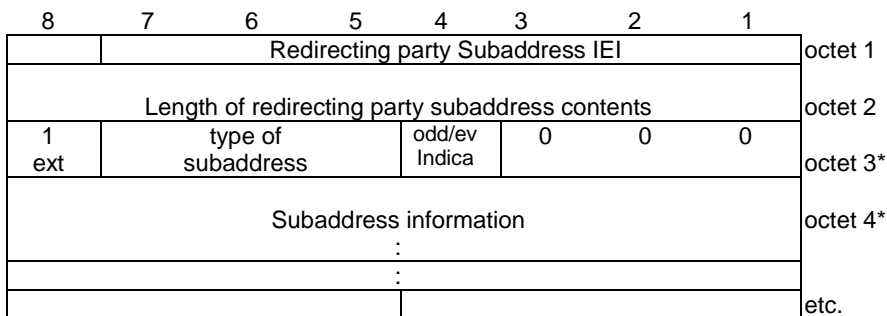 8 7 6 5 4 3 2 1
Redirecting party Subaddress IEI octet 1
Length of redirecting party subaddress contents octet 2
1 type of odd/ev 0 0 0
ext subaddress Indica octet 3*
Subaddress information octet 4*
:
:
etc.